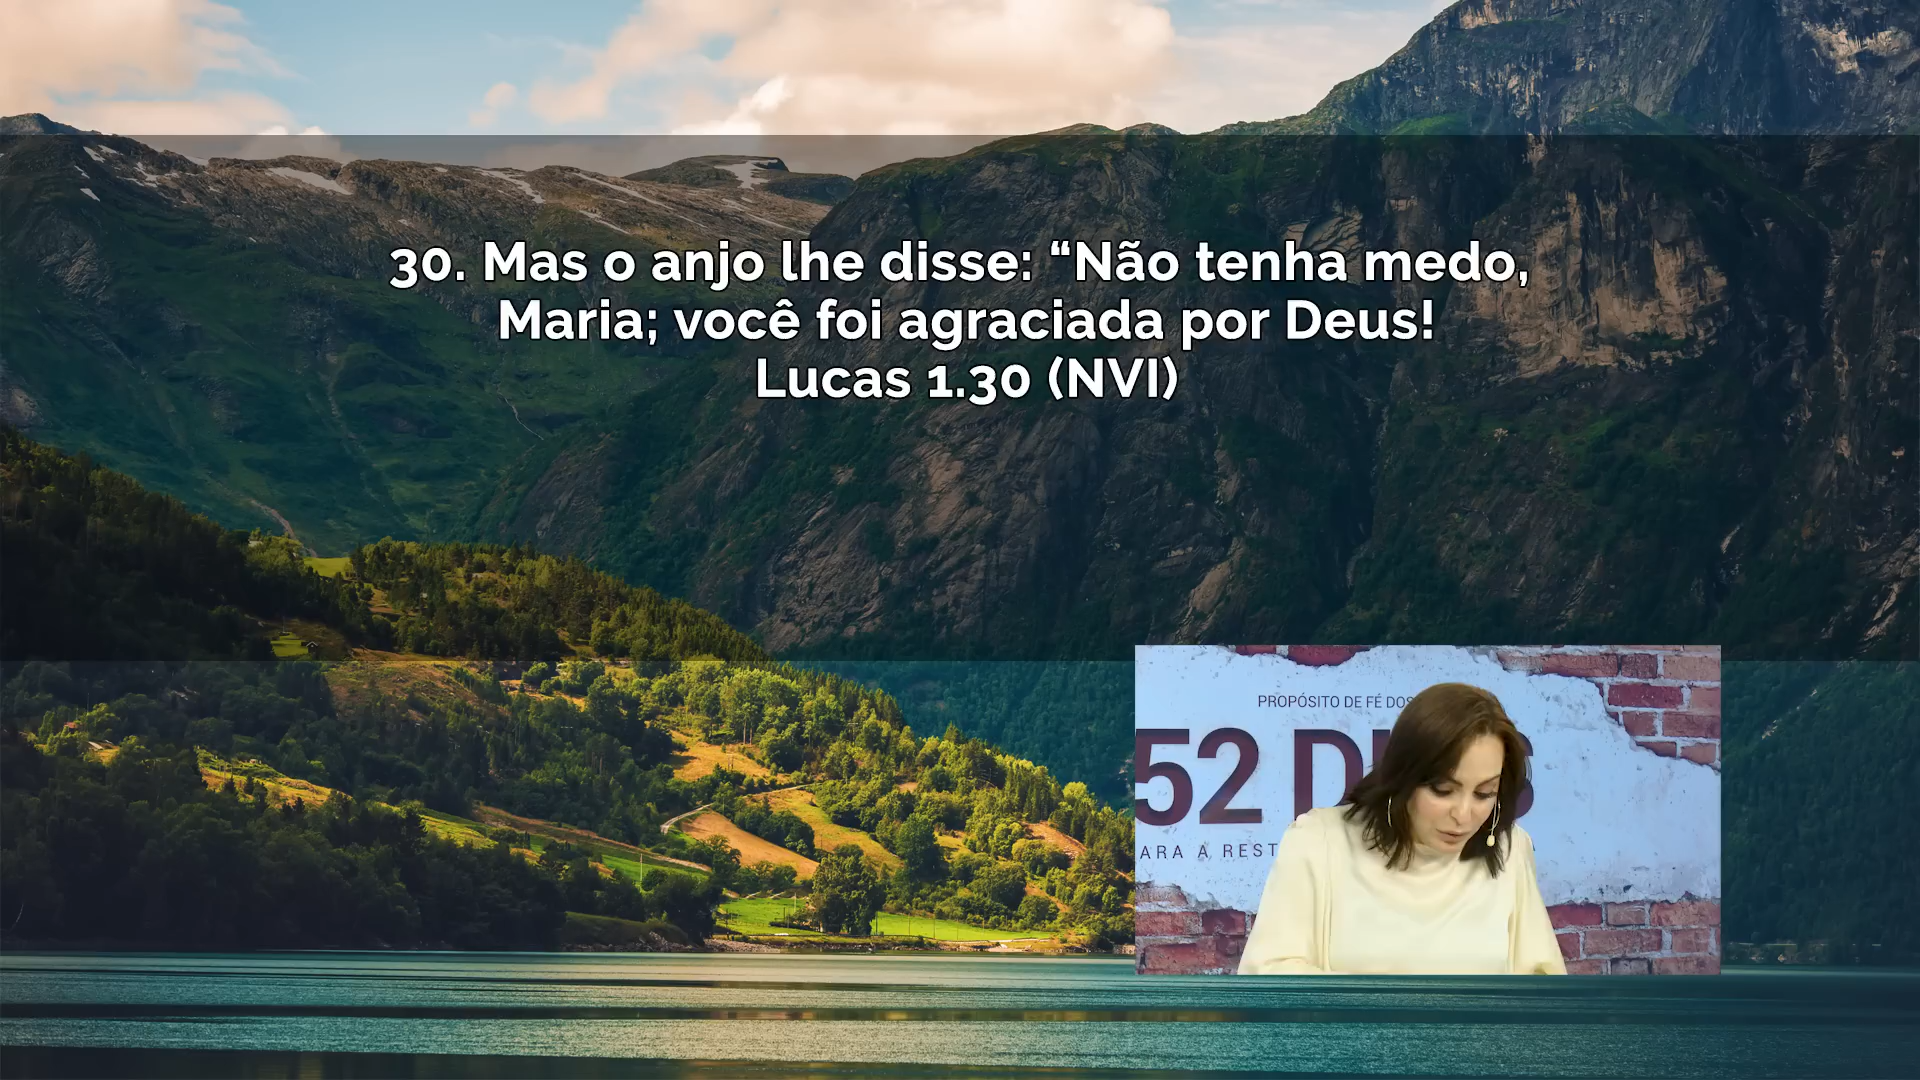 30. Mas o anjo lhe disse: “Não tenha medo,
Maria; você foi agraciada por Deus!
Lucas 1.30 (NVI)
PROPÓSITO DE FÉ DOS
52 D S
ARA A REST